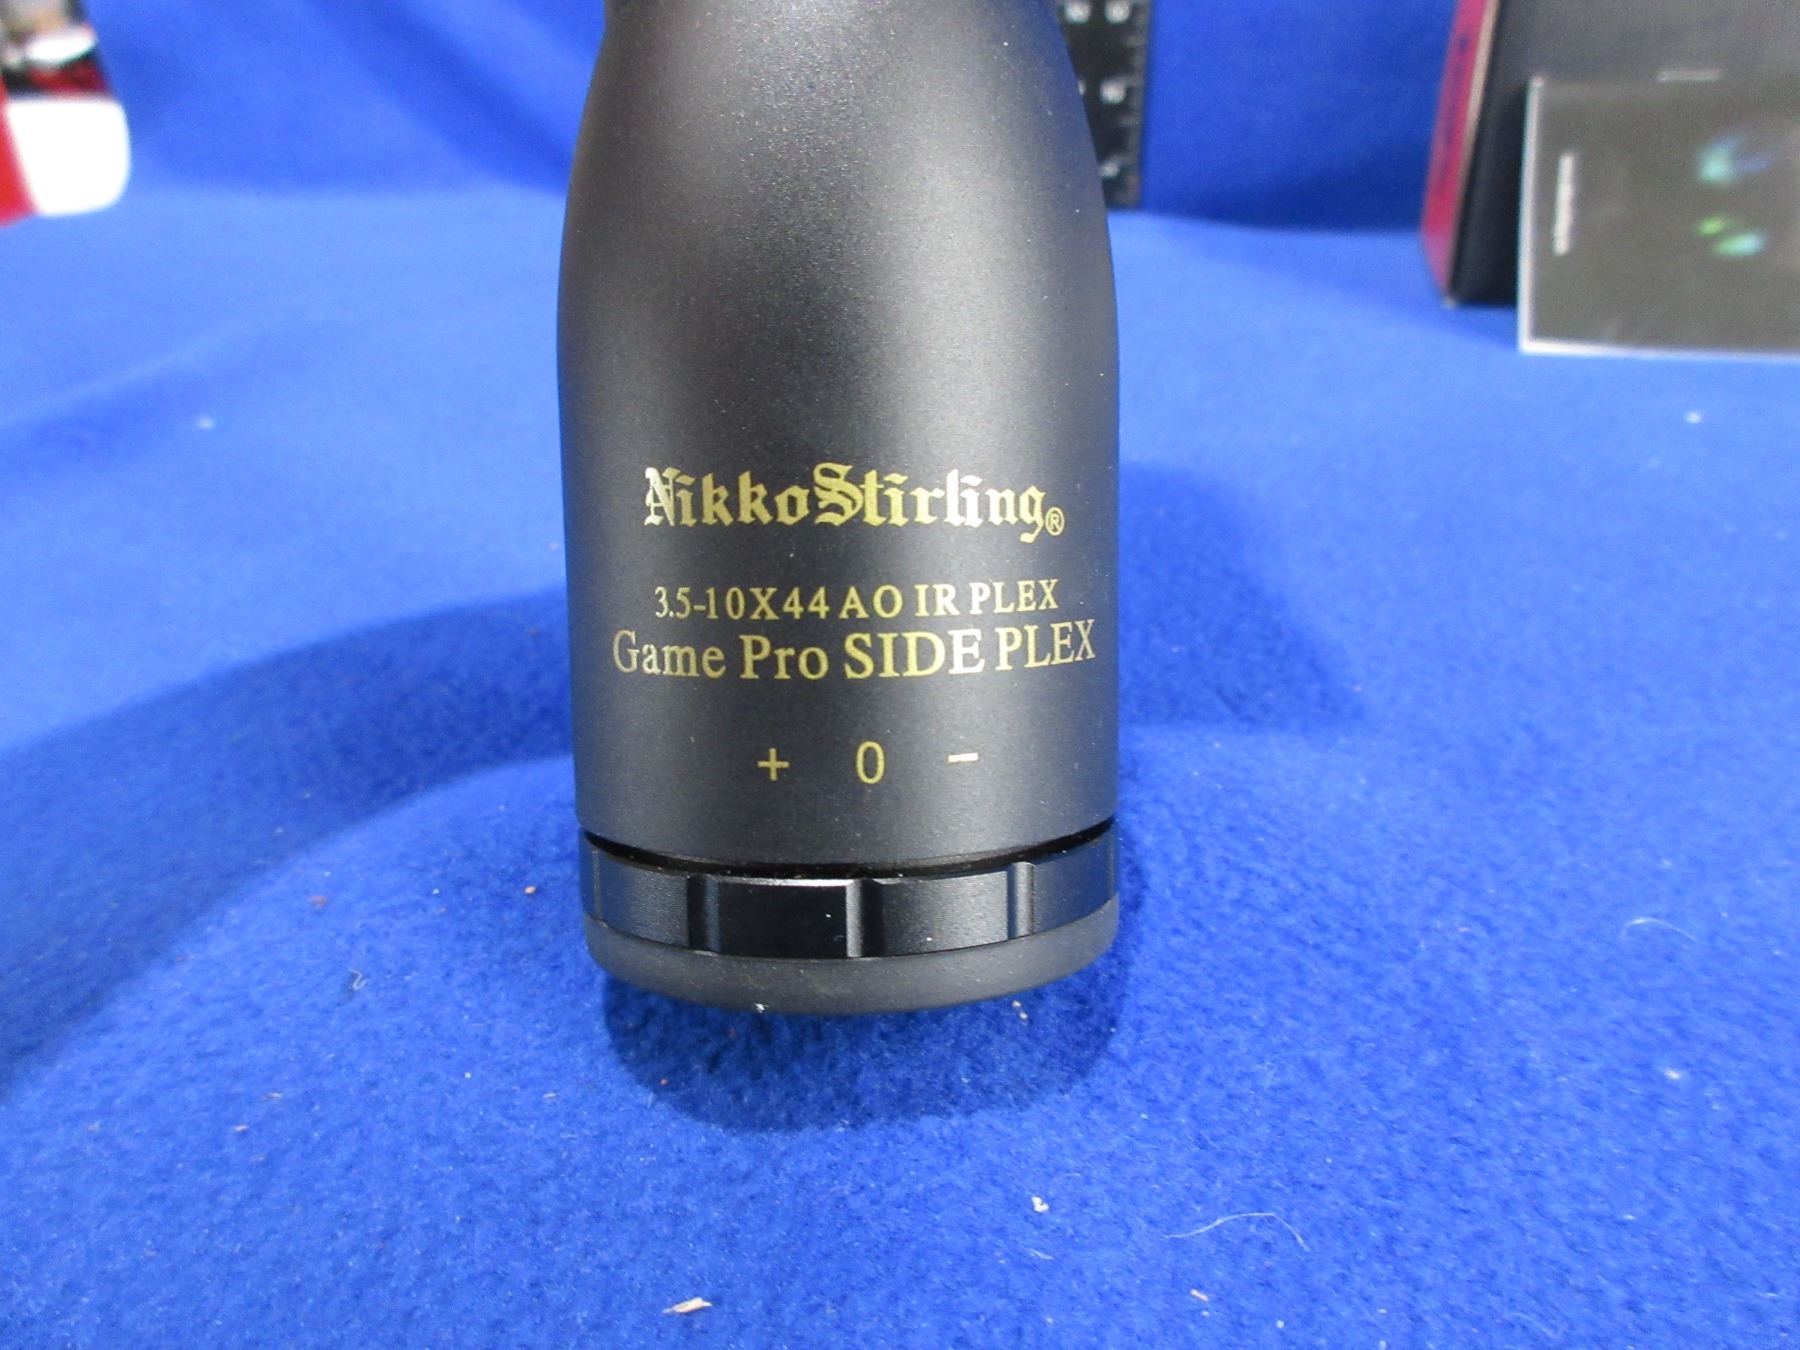 NikkoStirling®
3.5-10X44 AO IR PLEX
Game Pro SIDE PLEX
+ 0 −